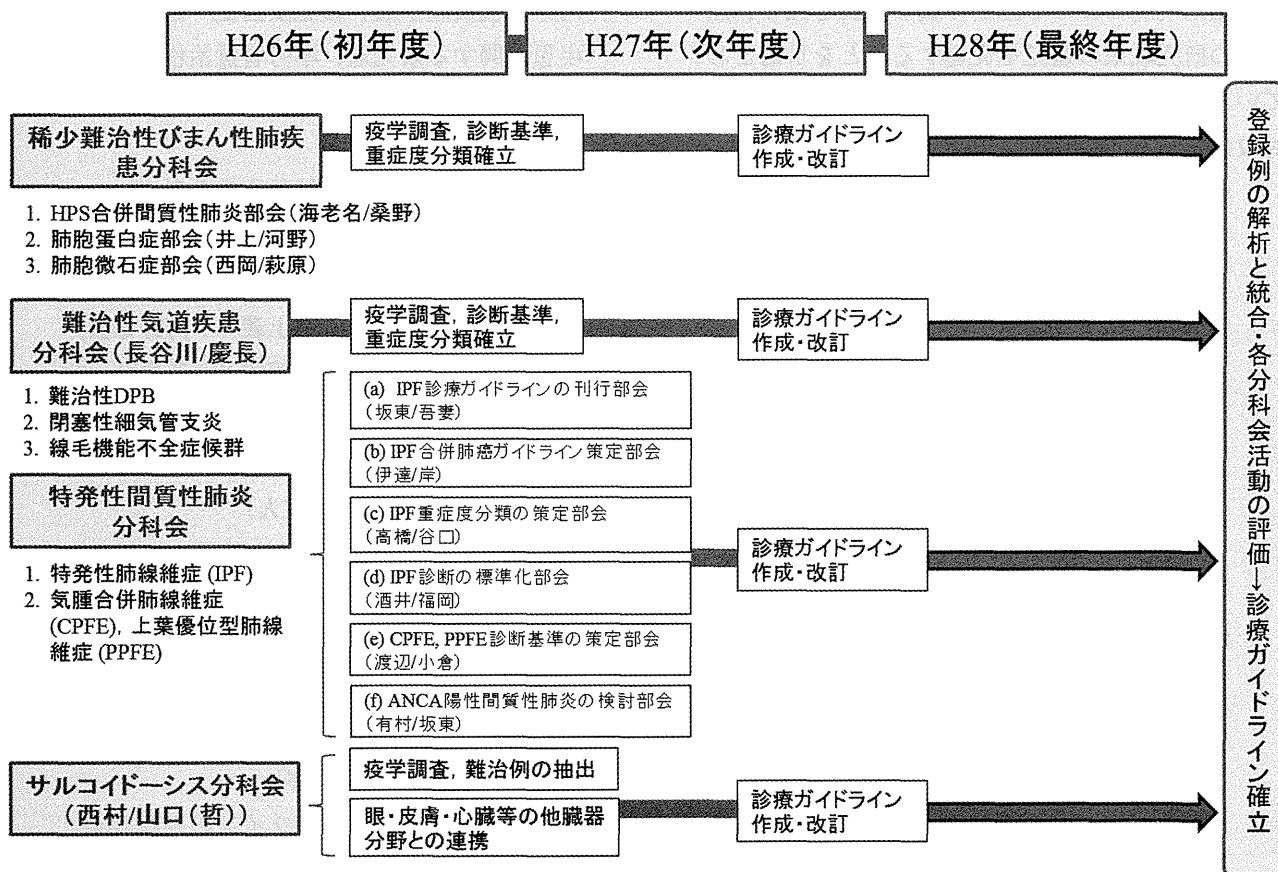 H26年(初年度)
H27年(次年度)
H28年(最終年度)
稀少難治性びまん性肺疾
患分科会
疫学調査, 診断基準,
重症度分類確立
診療ガイドライン
作成・改訂
1. HPS合併間質性肺炎部会(海老名/桑野)
2. 肺胞蛋白症部会(井上/河野)
3. 肺胞微石症部会(西岡/萩原)
難治性気道疾患
分科会(長谷川/慶長)
疫学調査, 診断基準,
重症度分類確立
診療ガイドライン
作成・改訂
1. 難治性DPB
2. 閉塞性細気管支炎
3. 線毛機能不全症候群
特発性間質性肺炎
分科会
1. 特発性肺線維症 (IPF)
2. 気腫合併肺線維症
(CPFE), 上葉優位型肺線
維症 (PPFE)
(a) IPF診療ガイドラインの刊行部会
(坂東/吾妻)
(b) IPF合併肺癌ガイドライン策定部会
(伊達/岸)
(c) IPF重症度分類の策定部会
(高橋/谷口)
(d) IPF診断の標準化部会
(酒井/福岡)
(e) CPFE, PPFE診断基準の策定部会
(渡辺/小倉)
(f) ANCA陽性間質性肺炎の検討部会
(有村/坂東)
診療ガイドライン
作成・改訂
サルコイドーシス分科会
(西村/山口(哲))
疫学調査, 難治例の抽出
眼・皮膚・心臓等の他臓器
分野との連携
診療ガイドライン
作成・改訂
登録例の解析と統合・各分科会活動の評価→診療ガイドライン確立